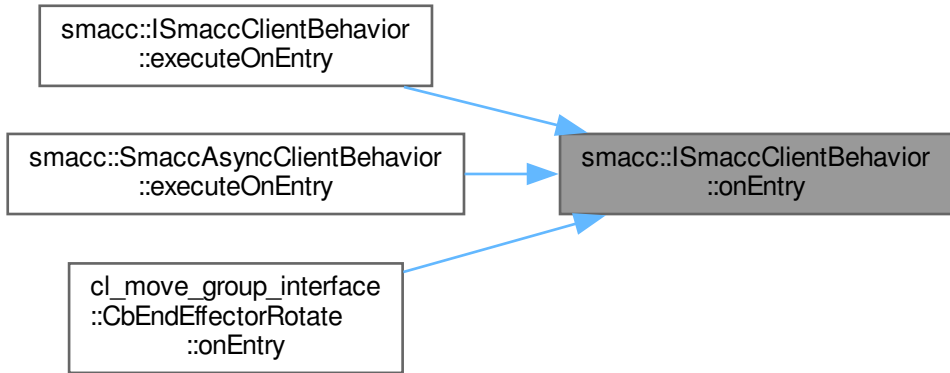 smacc::ISmaccClientBehavior
::executeOnEntry
smacc::SmaccAsyncClientBehavior
::executeOnEntry
cl_move_group_interface
::CbEndEffectorRotate
::onEntry
smacc::ISmaccClientBehavior
::onEntry